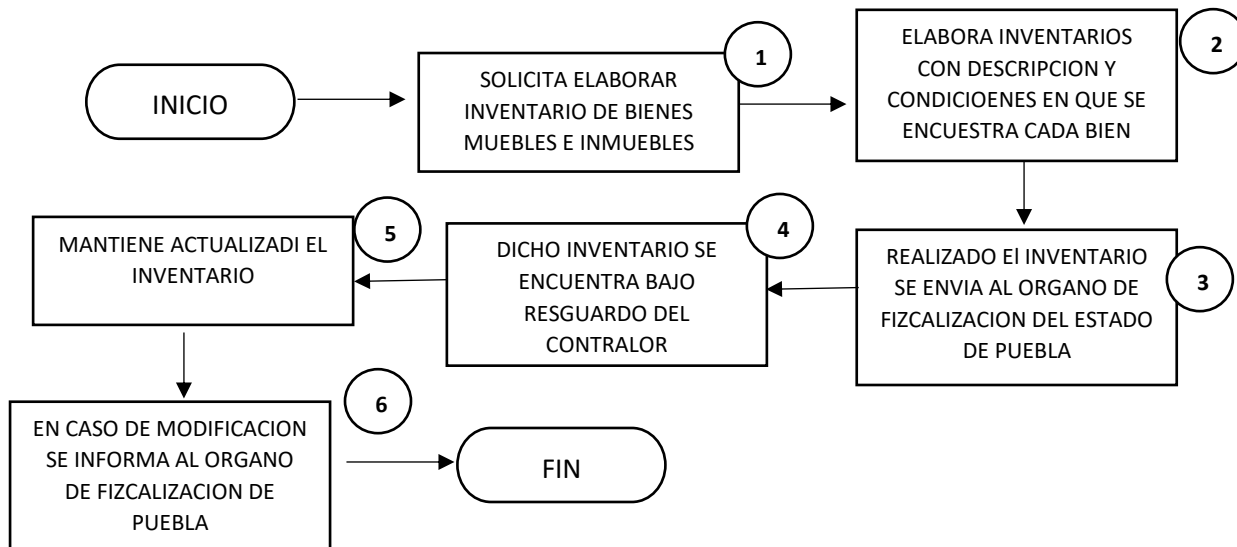 INICIO
1
SOLICITA ELABORAR
INVENTARIO DE BIENES
MUEBLES E INMUEBLES
2
ELABORA INVENTARIOS
CON DESCRIPCION Y
CONDICIOENES EN QUE SE
ENCUESTRA CADA BIEN
3
REALIZADO El INVENTARIO
SE ENVIA AL ORGANO DE
FIZCALIZACION DEL ESTADO
DE PUEBLA
4
DICHO INVENTARIO SE
ENCUENTRA BAJO
RESGUARDO DEL
CONTRALOR
5
MANTIENE ACTUALIZADI EL
INVENTARIO
6
EN CASO DE MODIFICACION
SE INFORMA AL ORGANO
DE FIZCALIZACION DE
PUEBLA
FIN